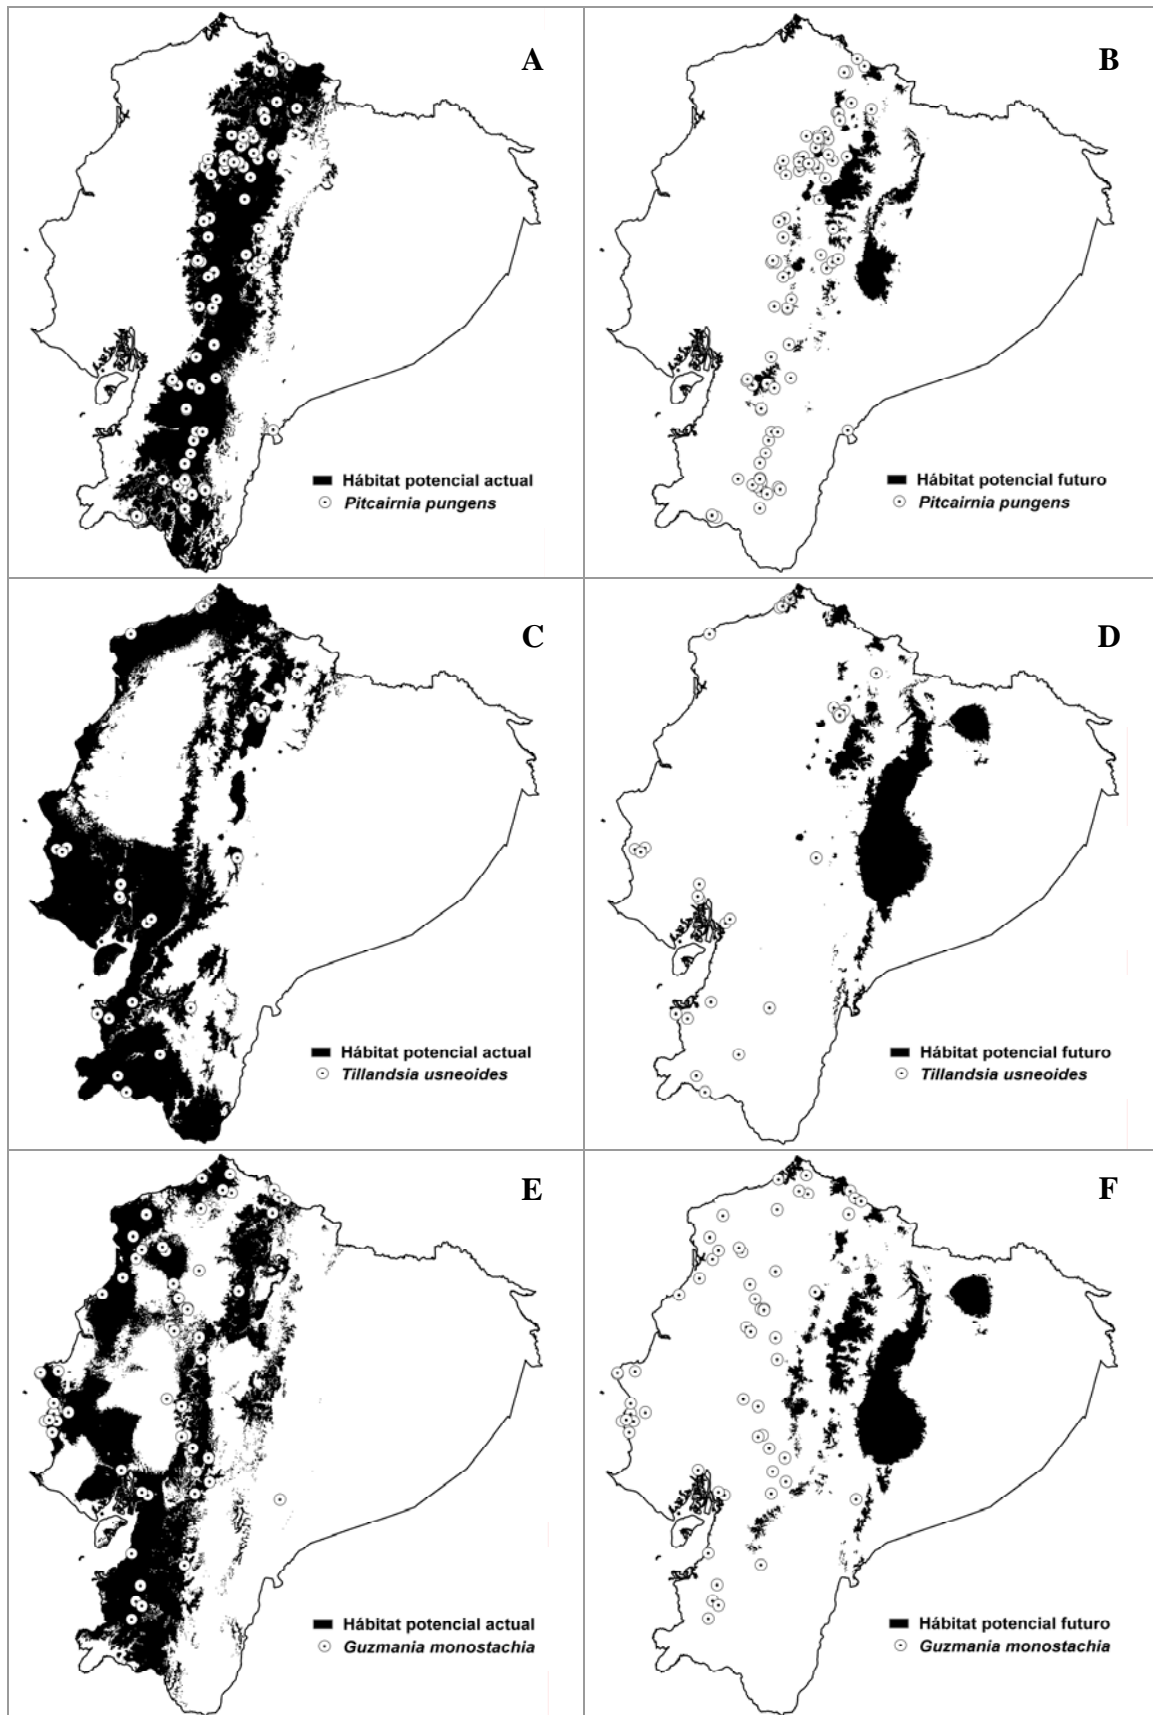 A
Hábitat potencial actual
Pitcairnia pungens
B
Hábitat potencial futuro
Pitcairnia pungens
C
Hábitat potencial actual
Tillandsia usneoides
D
Hábitat potencial futuro
Tillandsia usneoides
E
Hábitat potencial actual
Guzmania monostachia
F
Hábitat potencial futuro
Guzmania monostachia